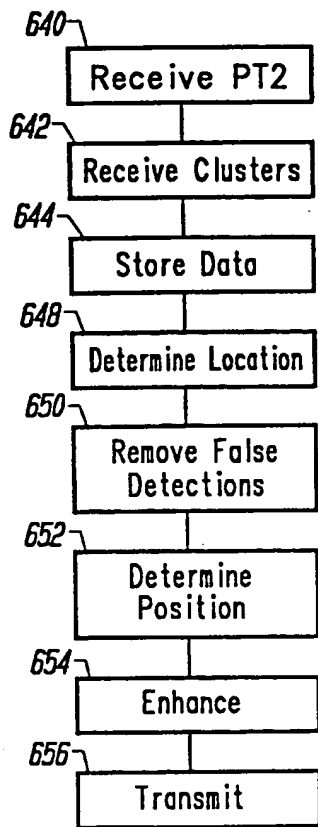 640
Receive PT2
642
Receive Clusters
644
Store Data
648
Determine Location
650
Remove False
Detections
652
Determine
Position
654
Enhance
656
Transmit